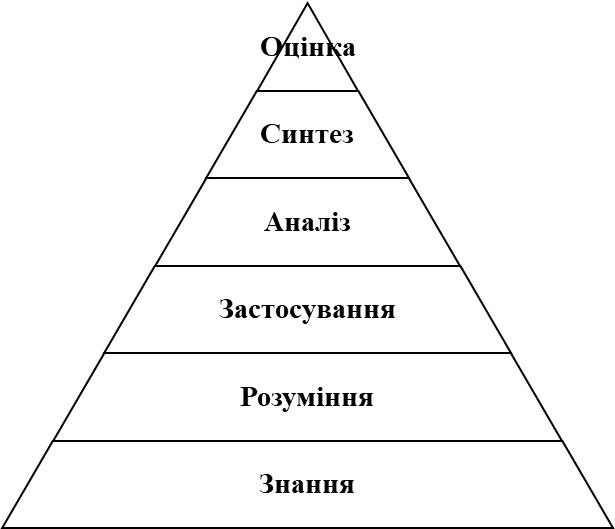 Оцінка
Синтез
Аналіз
Застосування
Розуміння
Знання